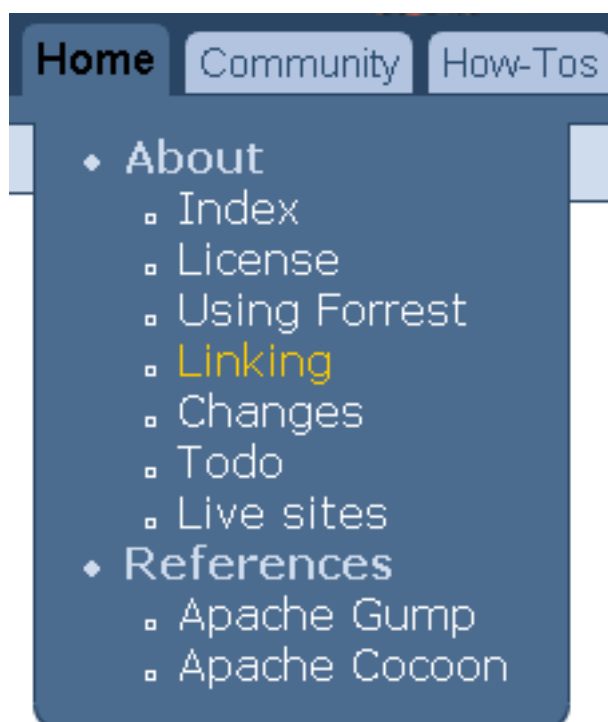 Home Community How-Tos
About
Index
License
Using Forrest
Linking
Changes
Todo
Live sites
References
Apache Gump
Apache Cocoon